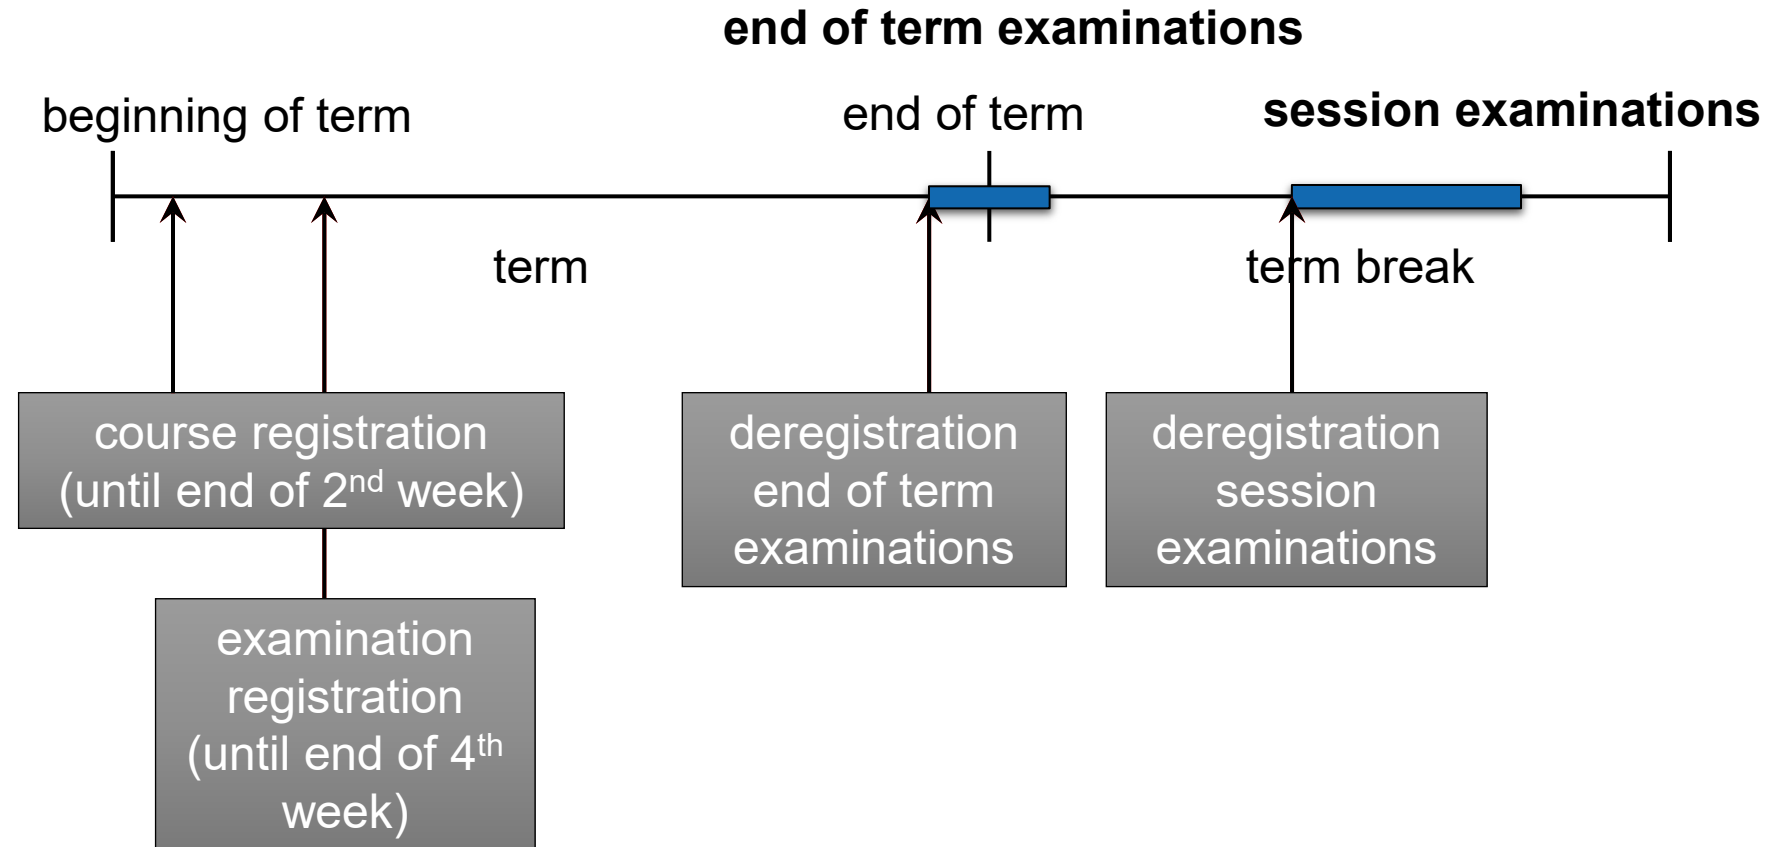 end of term examinations
beginning of term
end of term
session examinations
term
term break
course registration
(until end of 2nd week)
deregistration
end of term
examinations
deregistration
session
examinations
examination
registration
(until end of 4th
week)